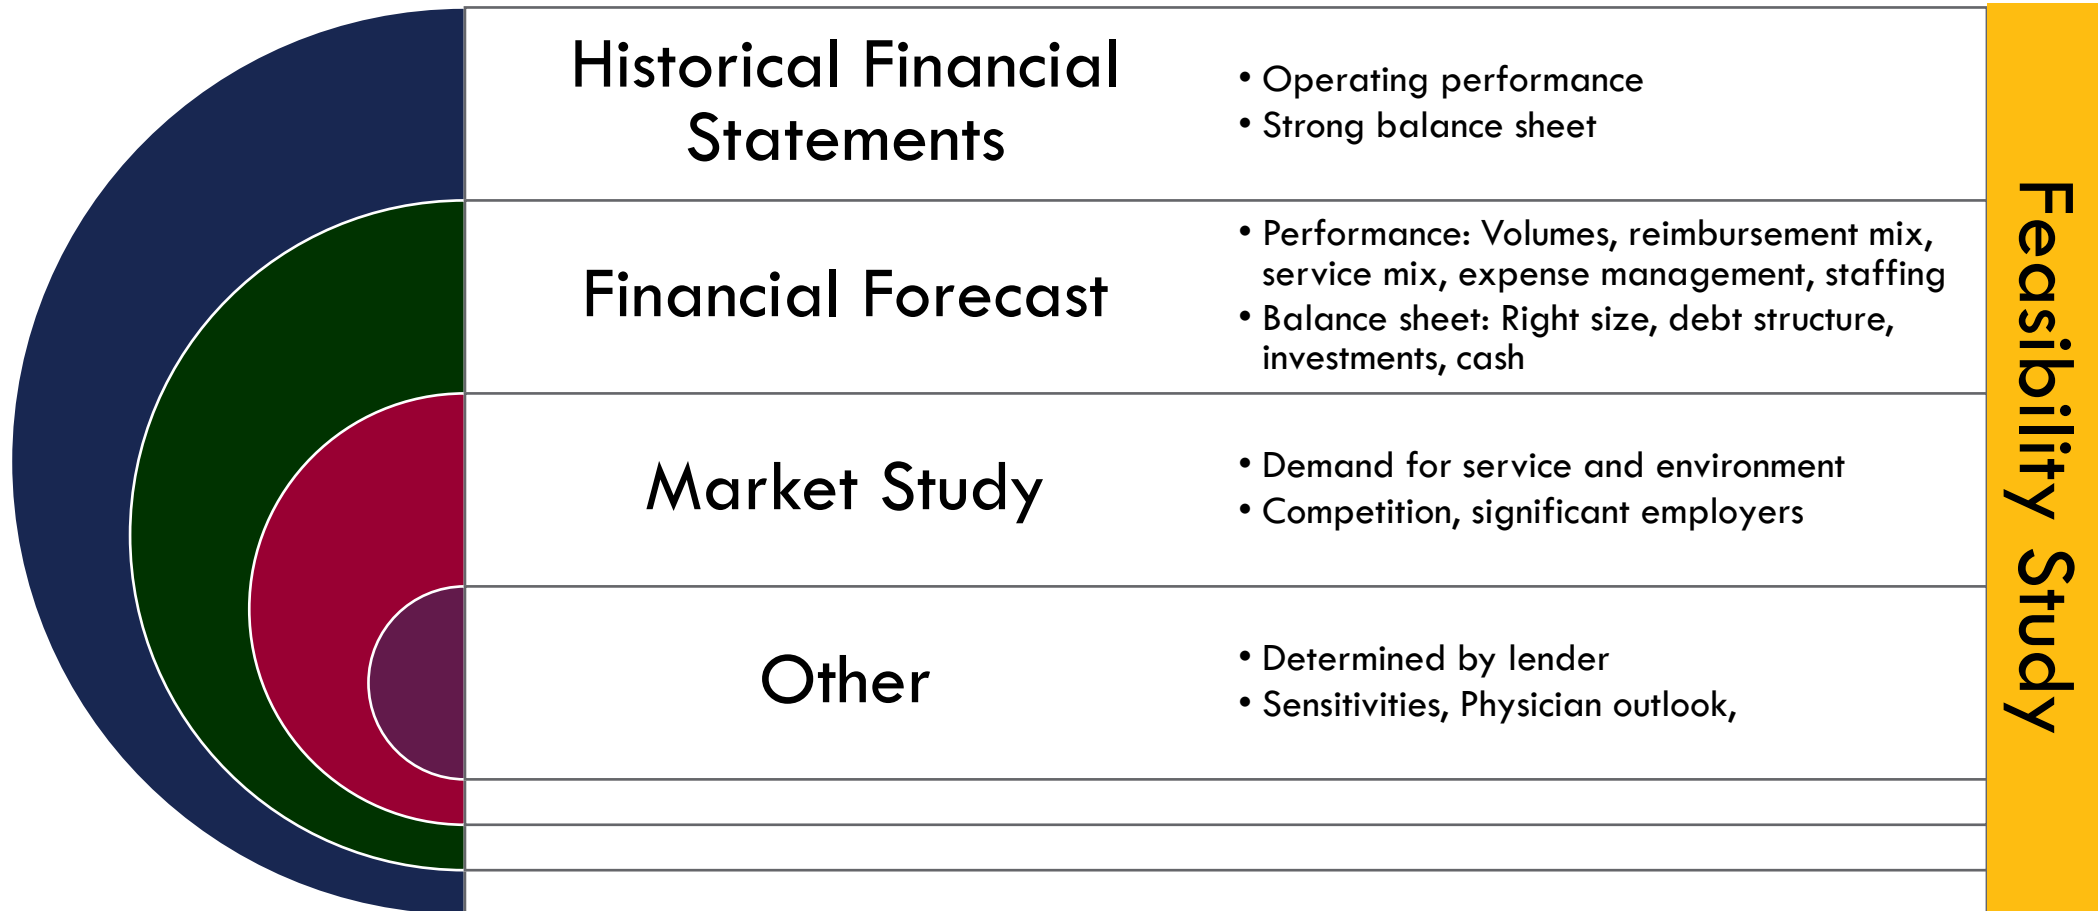 Historical Financial
Statements
• Operating performance
• Strong balance sheet
Financial Forecast
• Performance: Volumes, reimbursement mix,
service mix, expense management, staffing
• Balance sheet: Right size, debt structure,
investments, cash
Market Study
• Demand for service and environment
• Competition, significant employers
Other
• Determined by lender
• Sensitivities, Physician outlook,
Feasibility Study